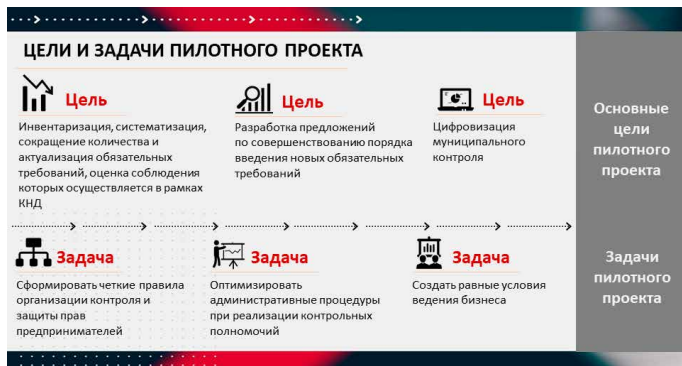 ЦЕЛИ И ЗАДАЧИ ПИЛОТНОГО ПРОЕКТА
Цель
Инвентаризация, систематизация,
сокращение количества и
актуализация обязательных
требований, оценка соблюдения
которых осуществляется в рамках
КНД
Цель
Разработка предложений
по совершенствованию порядка
введения новых обязательных
требований
Цель
Цифровизация
муниципального
контроля
Основные
цели
пилотного
проекта
Задача
Сформировать четкие правила
организации контроля и
защиты прав
предпринимателей
Задача
Оптимизировать
административные процедуры
при реализации контрольных
полномочий
Задача
Создать равные условия
ведения бизнеса
Задачи
пилотного
проекта